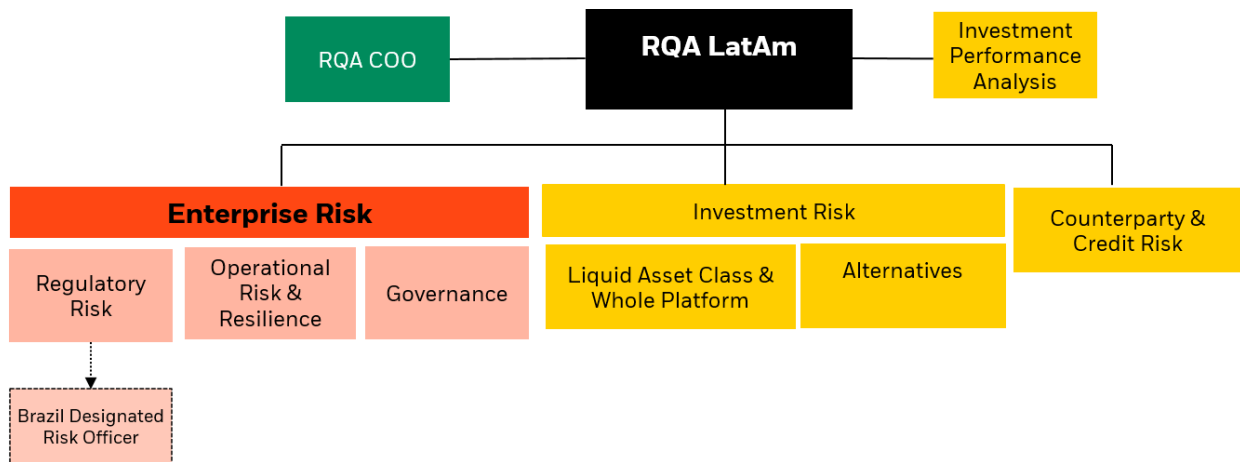 RQA COO
RQA LatAm
Investment
Performance
Analysis
Enterprise Risk
Investment Risk
Counterparty &
Credit Risk
Regulatory
Risk
Operational
Risk &
Resilience
Governance
Liquid Asset Class &
Whole Platform
Alternatives
Brazil Designated
Risk Officer